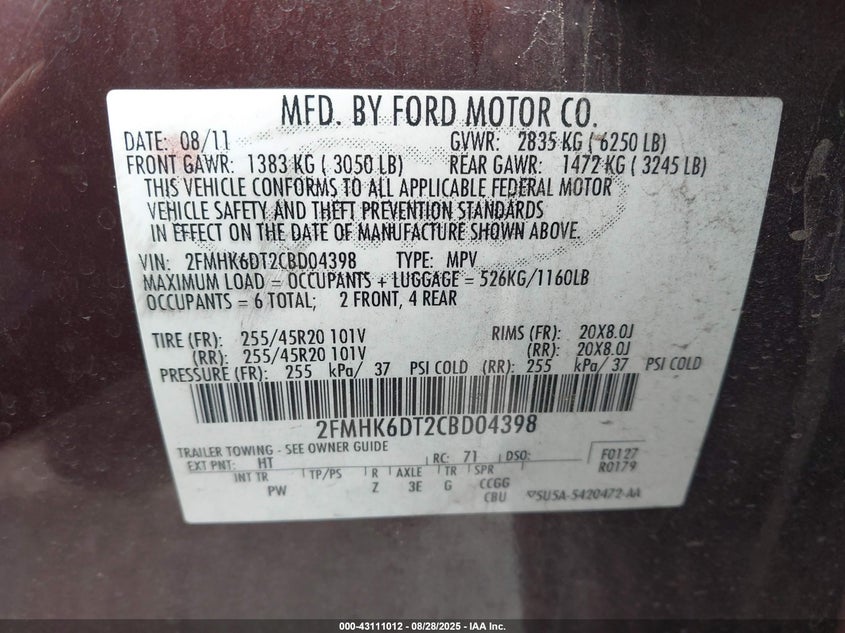 MFD. BY FORD MOTOR CO.
DATE: 08/11 GVWR: 2835 KG ( 6250 LB)
FRONT GAWR: 1383 KG ( 3050 LB) REAR GAWR: 1472 KG ( 3245 LB)
THIS VEHICLE CONFORMS TO ALL APPLICABLE FEDERAL MOTOR
VEHICLE SAFETY AND THEFT PREVENTION STANDARDS
IN EFFECT ON THE DATE OF MANUFACTURE SHOWN ABOVE.
VIN: 2FMHK6DT2CBD04398 TYPE: MPV
MAXIMUM LOAD = OCCUPANTS + LUGGAGE = 526KG/1160LB
OCCUPANTS = 6 TOTAL; 2 FRONT, 4 REAR
TIRE (FR): 255/45R20 101V RIMS (FR): 20X8.0J
(RR): 255/45R20 101V (RR): 20X8.0J
PRESSURE (FR): 255 kPa/ 37 PSI COLD (RR): 255 kPa/ 37 PSI COLD
2FMHK6DT2CBD04398
TRAILER TOWING - SEE OWNER GUIDE
EXT PNT: HT RC: 71 DSO: F0127
R0179
INT TR TP/PS R AXLE TR SPR
PW Z 3E G CCGG
CBU ▽5U5A-5420472-AA
000-43111012 - 08/28/2025 - IAA Inc.